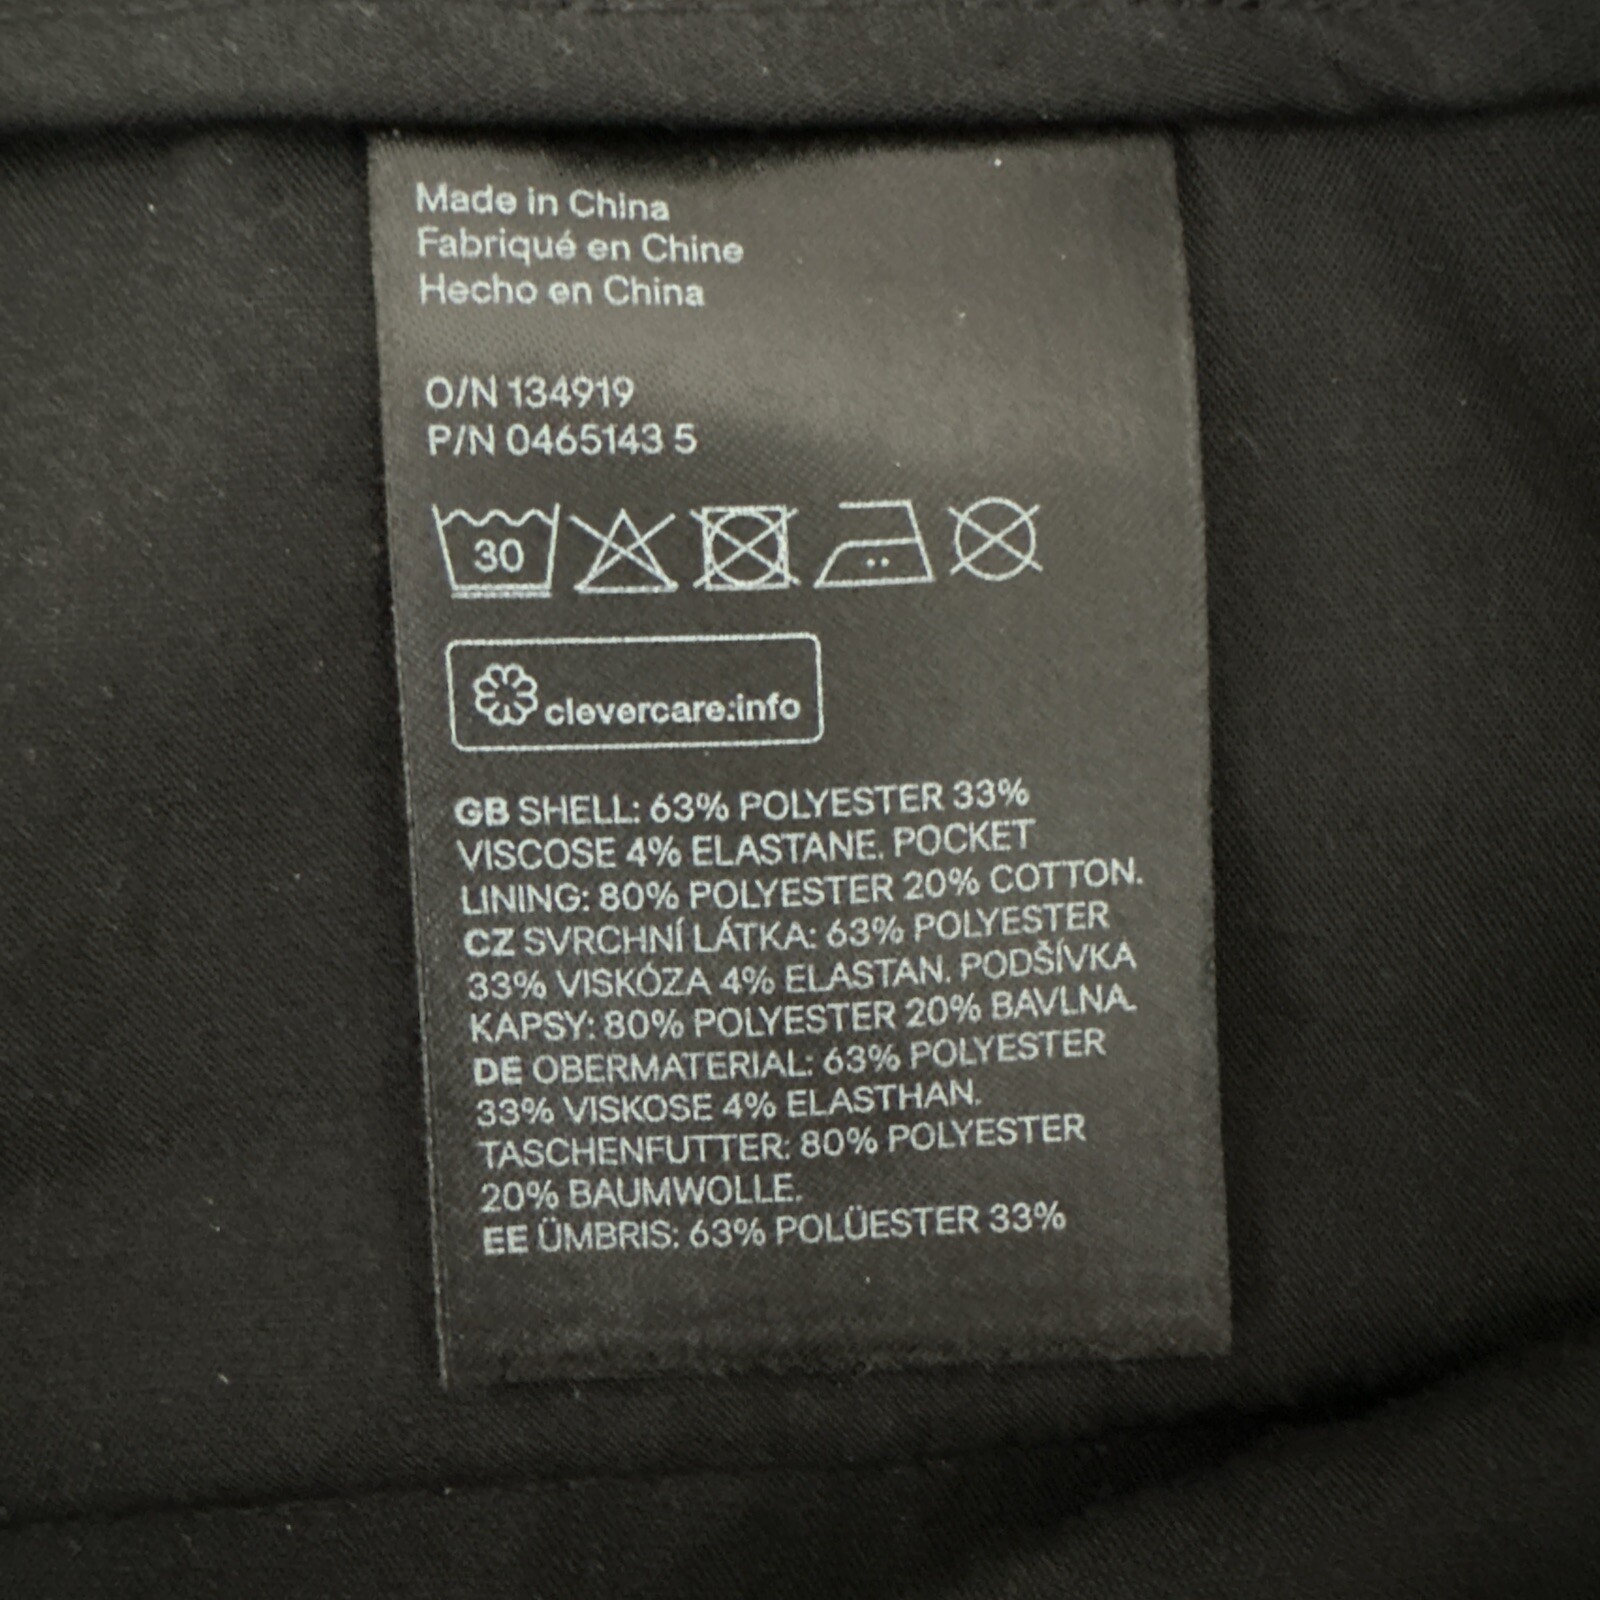 Made in China
Fabriqué en Chine
Hecho en China
O/N 134919
P/N 0465143 5
30
clevercare.info
GB SHELL: 63% POLYESTER 33%
VISCOSE 4% ELASTANE. POCKET
LINING: 80% POLYESTER 20% COTTON.
CZ SVRCHNÍ LÁTKA: 63% POLYESTER
33% VISKÓZA 4% ELASTAN. PODŠÍVKA
KAPSY: 80% POLYESTER 20% BAVLNA.
DE OBERMATERIAL: 63% POLYESTER
33% VISKOSE 4% ELASTHAN.
TASCHENFUTTER: 80% POLYESTER
20% BAUMWOLLE.
EE ÜMBRIS: 63% POLÜESTER 33%